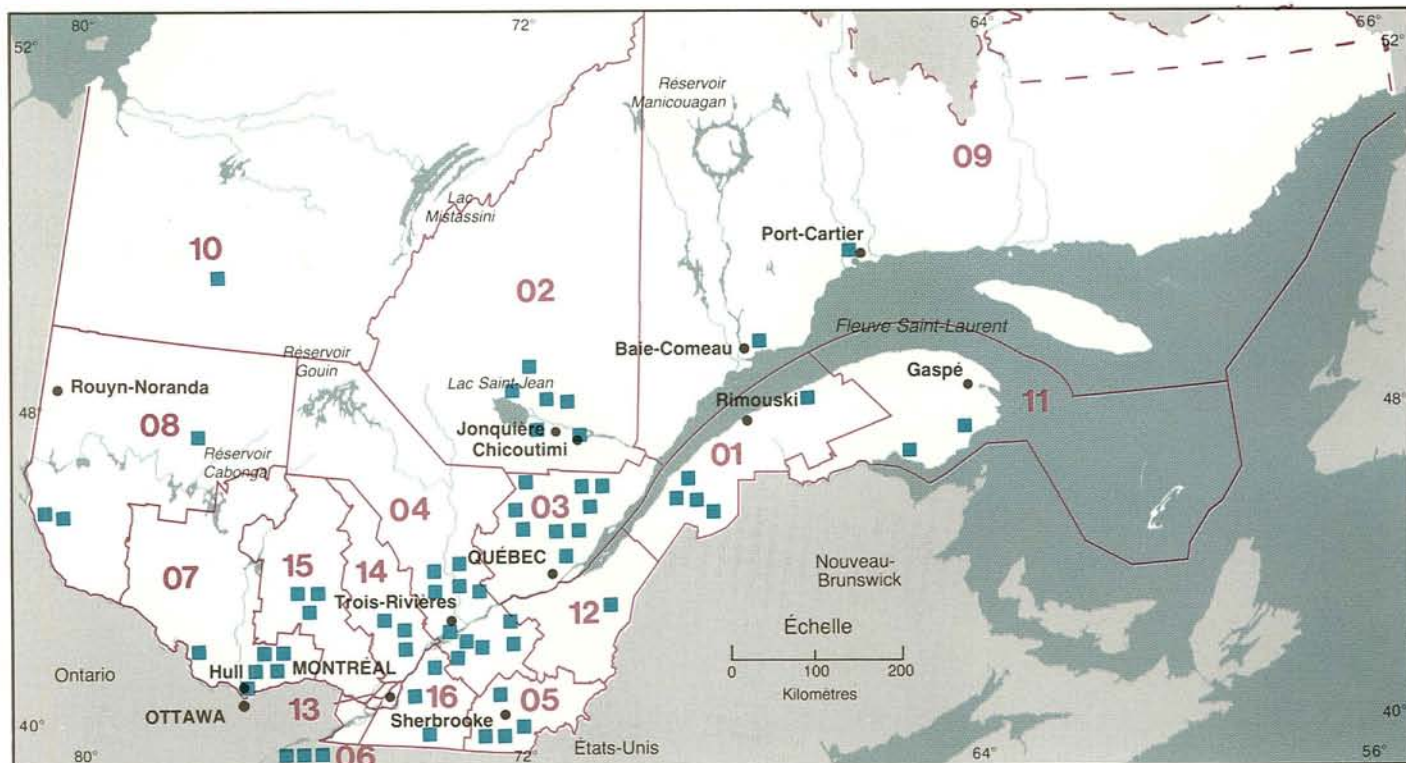 80° 72° 64° 56°
52° 52°
Réservoir
Manicouagan
09
Lac
Mistassini
10
Port-Cartier
02
Fleuve Saint-Laurent
Baie-Comeau
Réservoir
Gouin
Gaspé
Rouyn-Noranda
Lac Saint-Jean
Rimouski
11
48° 48°
08
Jonquière
Chicoutimi
Réservoir
Cabonga
01
04
03
QUÉBEC
Nouveau-
Brunswick
07
15
14
Trois-Rivières
12
Échelle
0 100 200
Kilomètres
Ontario
Hull
MONTRÉAL
16
05
OTTAWA
13
Sherbrooke
40° 40°
06
États-Unis
80° 72° 64° 56°